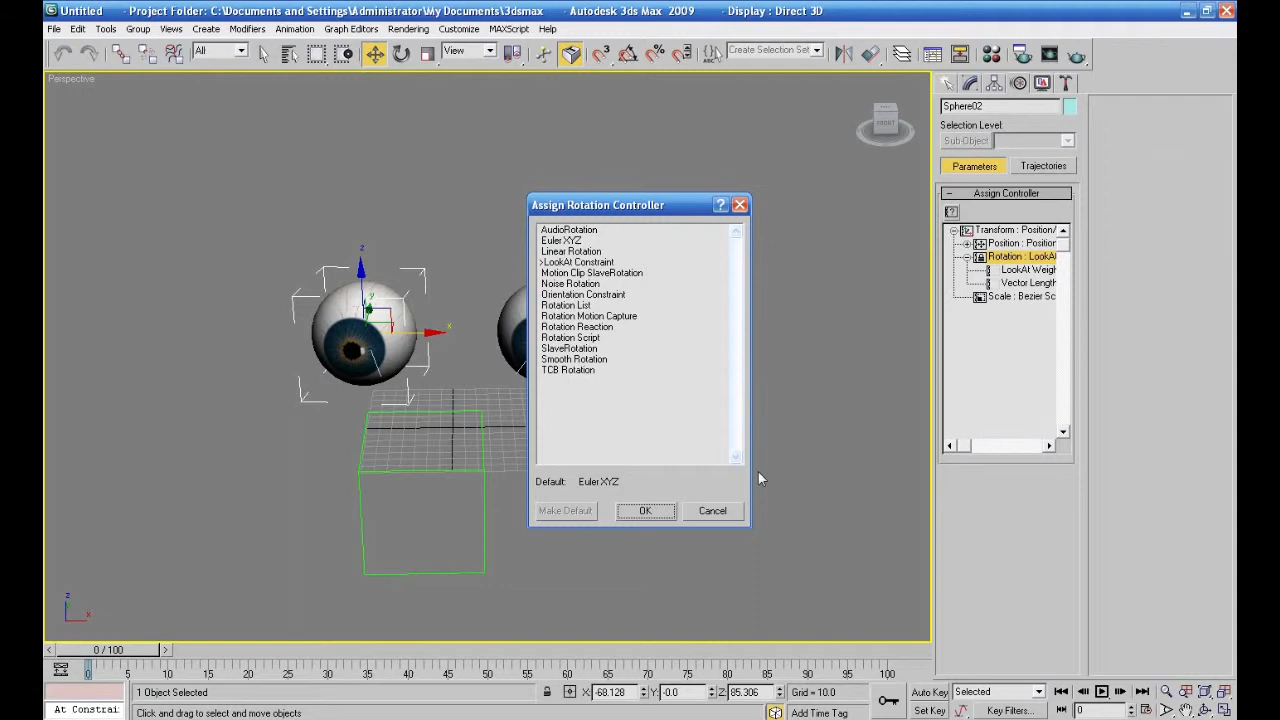 Untitled - Project Folder: C:\Documents and Settings\Administrator\My Documents\3dsmax - Autodesk 3ds Max 2009 - Display : Direct 3D
File Edit Tools Group Views Create Modifiers Animation Graph Editors Rendering Customize MAXScript Help
All View Create Selection Set
Perspective
FRONT
Sphere02
Selection Level:
Sub-Object
Parameters Trajectories
Assign Controller
Transform : Position/
Position : Position
Rotation : LookAt
LookAt Weigh
Vector Length
Scale : Bezier Sc
Assign Rotation Controller
AudioRotation
Euler XYZ
Linear Rotation
>LookAt Constraint
Motion Clip SlaveRotation
Noise Rotation
Orientation Constraint
Rotation List
Rotation Motion Capture
Rotation Reaction
Rotation Script
SlaveRotation
Smooth Rotation
TCB Rotation
Default: Euler XYZ
Make Default OK Cancel
z
y
x
z
x
0 / 100
0 5 10 15 20 25 30 35 40 45 50 55 60 65 70 75 80 85 90 95 100
1 Object Selected X: -68.128 Y: -0.0 Z: 85.306 Grid = 10.0 Auto Key Selected
At Constrai Click and drag to select and move objects Add Time Tag Set Key Key Filters... 0